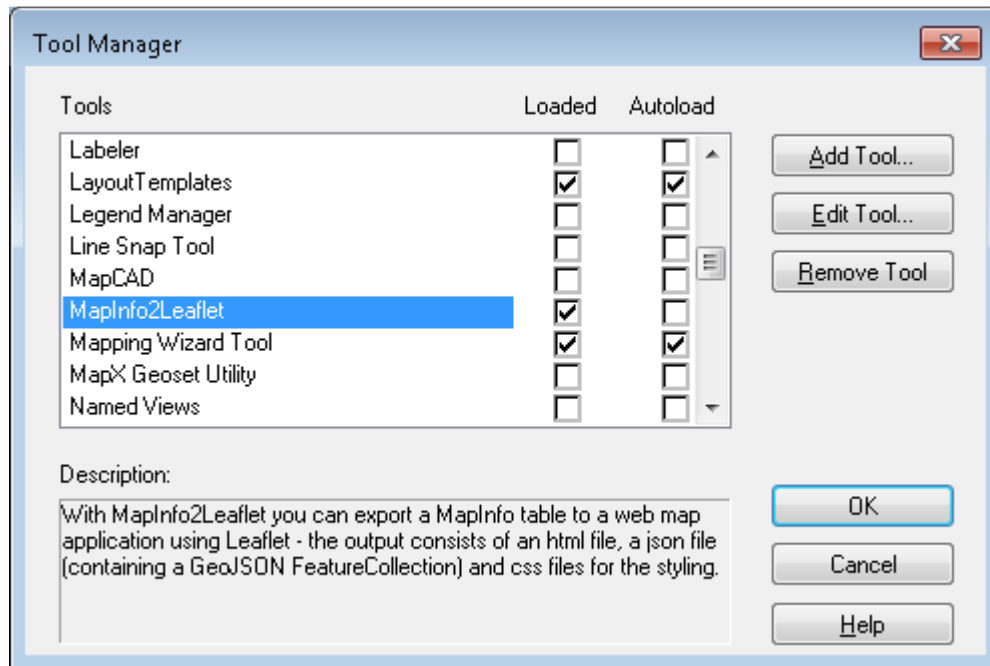 Tool Manager
Tools Loaded Autoload
Labeler
LayoutTemplates
Legend Manager
Line Snap Tool
MapCAD
MapInfo2Leaflet
Mapping Wizard Tool
MapX Geoset Utility
Named Views
Add Tool...
Edit Tool...
Remove Tool
Description:
With MapInfo2Leaflet you can export a MapInfo table to a web map
application using Leaflet - the output consists of an html file, a json file
(containing a GeoJSON FeatureCollection) and css files for the styling.
OK
Cancel
Help